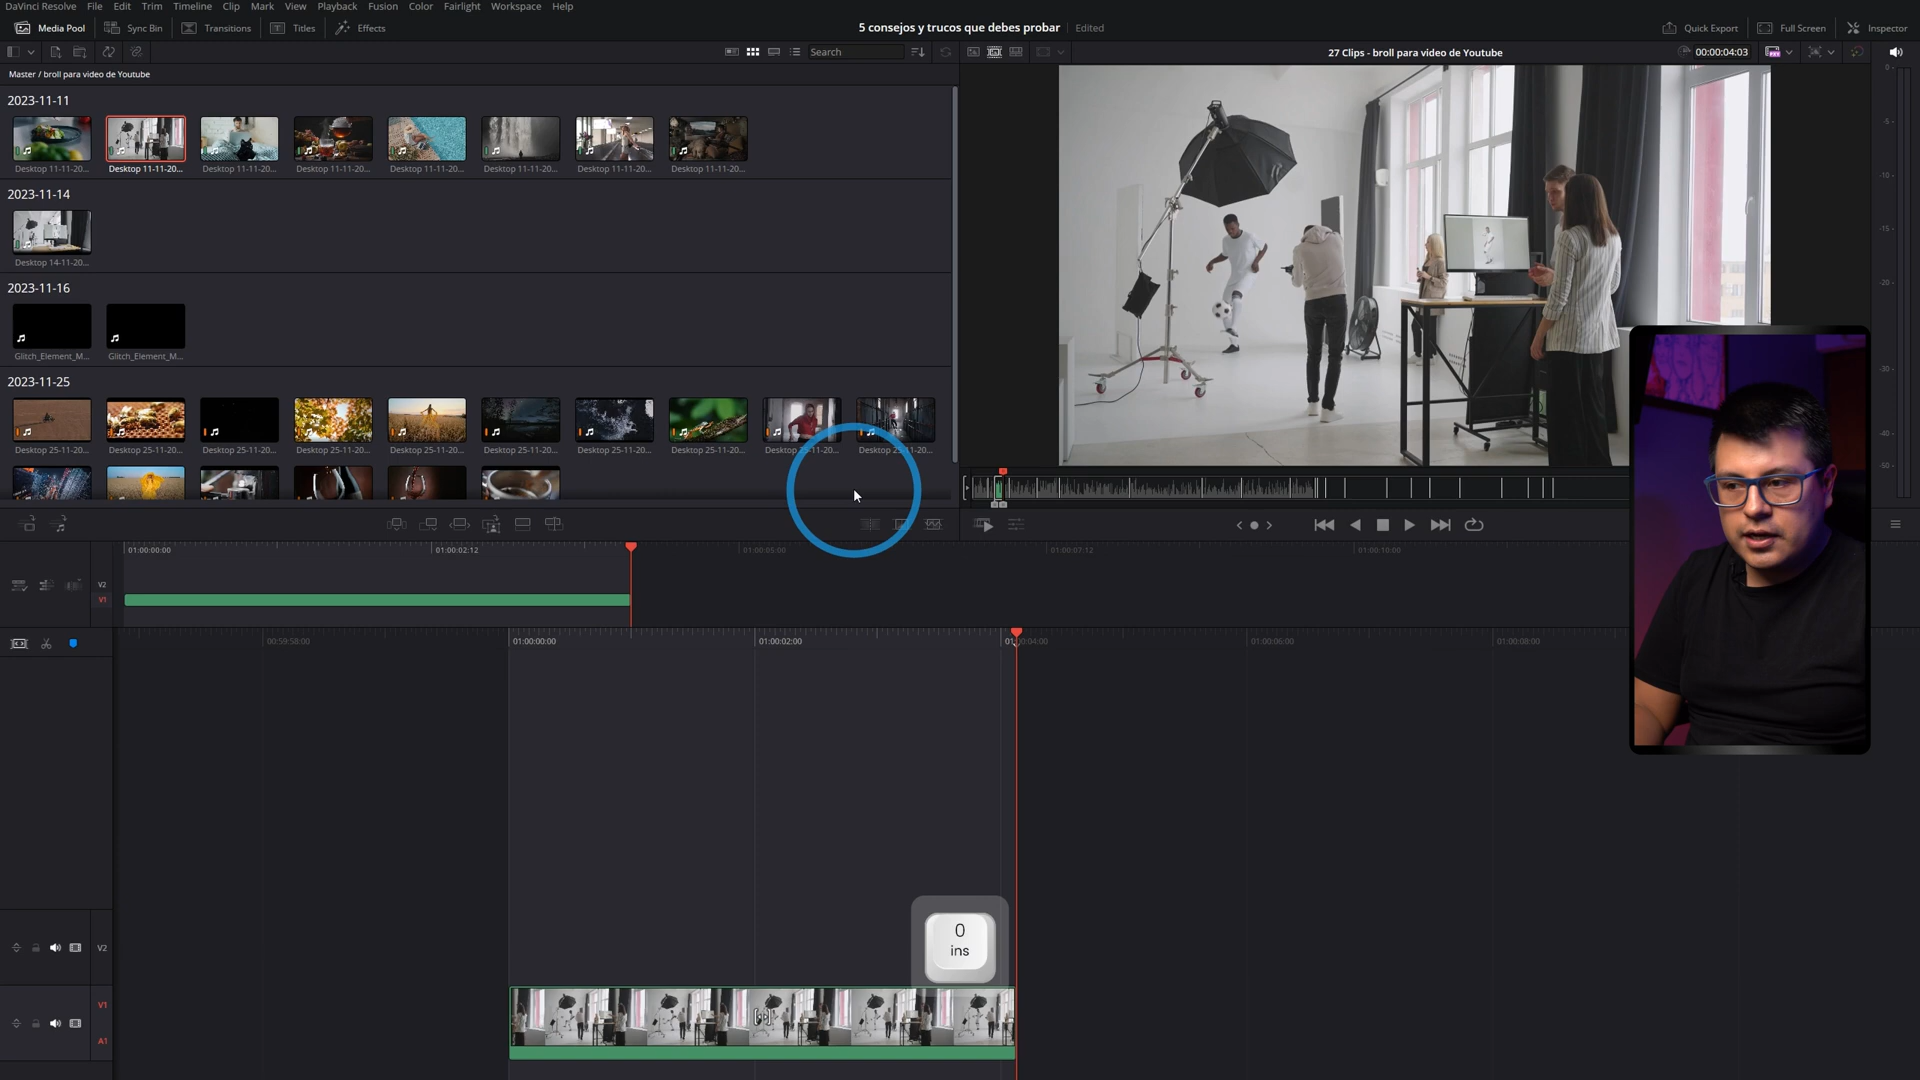 DaVinci Resolve File Edit Trim Timeline Clip Mark View Playback Fusion Color Fairlight Workspace Help
Media Pool Sync Bin Transitions Titles Effects 5 consejos y trucos que debes probar Edited Quick Export Full Screen Inspector
Search 27 Clips - broll para video de Youtube 00:00:04:03
Master / broll para video de Youtube
2023-11-11
Desktop 11-11-20... Desktop 11-11-20... Desktop 11-11-20... Desktop 11-11-20... Desktop 11-11-20... Desktop 11-11-20... Desktop 11-11-20... Desktop 11-11-20...
2023-11-14
Desktop 14-11-20...
2023-11-16
Glitch_Element_M... Glitch_Element_M...
2023-11-25
Desktop 25-11-20... Desktop 25-11-20... Desktop 25-11-20... Desktop 25-11-20... Desktop 25-11-20... Desktop 25-11-20... Desktop 25-11-20... Desktop 25-11-20... Desktop 25-11-20... Desktop 25-11-20...
0
-5
-10
-15
-20
-30
-40
-50
01:00:00:00 01:00:02:12 01:00:05:00 01:00:07:12 01:00:10:00
V2
V1
00:59:58:00 01:00:00:00 01:00:02:00 01:00:04:00 01:00:06:00 01:00:08:00
0
ins
V2
V1
A1